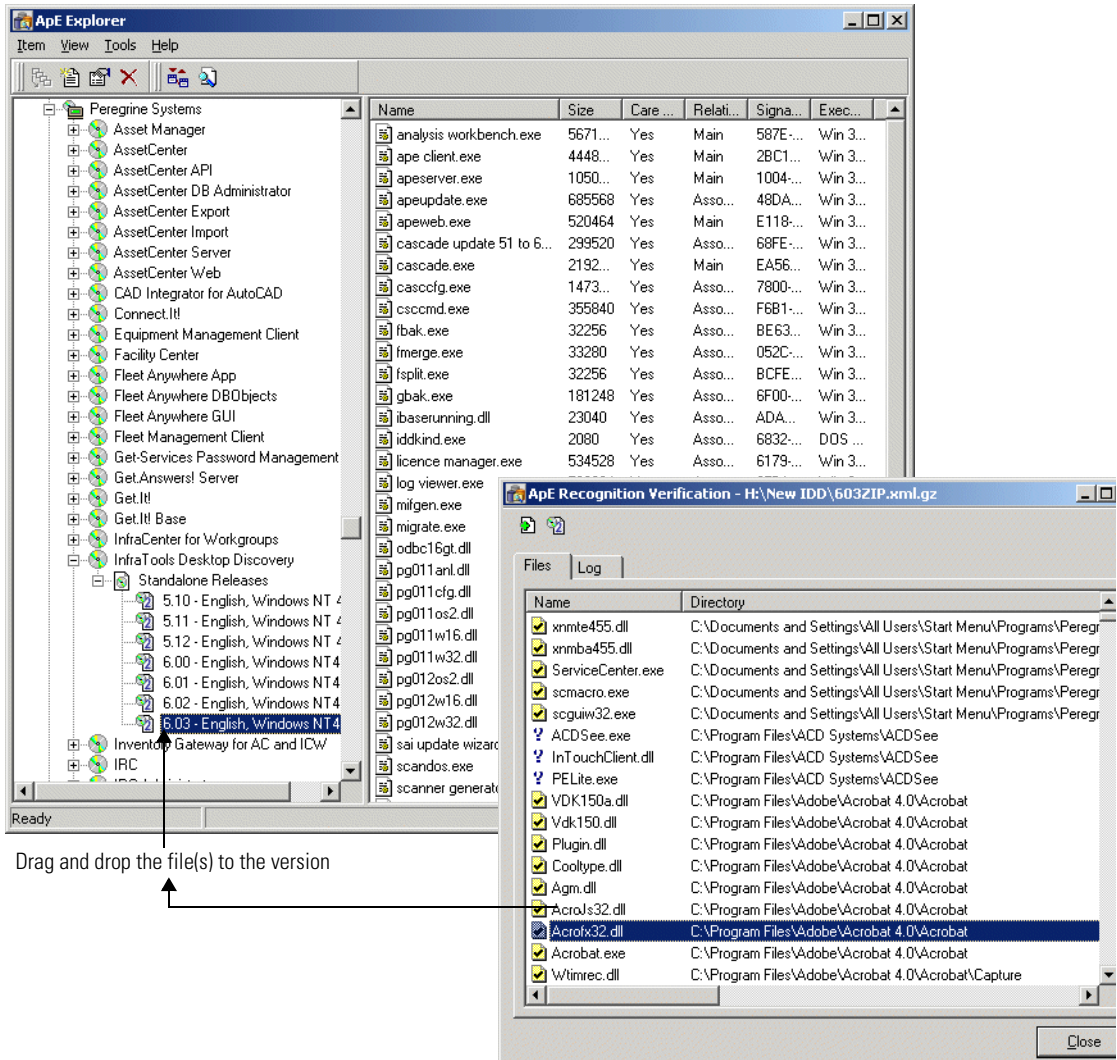 ApE Explorer
Item View Tools Help
Peregrine Systems
Asset Manager
AssetCenter
AssetCenter API
AssetCenter DB Administrator
AssetCenter Export
AssetCenter Import
AssetCenter Server
AssetCenter Web
CAD Integrator for AutoCAD
Connect.It!
Equipment Management Client
Facility Center
Fleet Anywhere App
Fleet Anywhere DBObjects
Fleet Anywhere GUI
Fleet Management Client
Get-Services Password Management
Get.Answers! Server
Get.It!
Get.It! Base
InfraCenter for Workgroups
InfraTools Desktop Discovery
Standalone Releases
5.10 - English, Windows NT 4
5.11 - English, Windows NT 4
5.12 - English, Windows NT 4
6.00 - English, Windows NT4
6.01 - English, Windows NT4
6.02 - English, Windows NT4
6.03 - English, Windows NT4
Inventory Gateway for AC and ICW
IRC
Ready
Name Size Care ... Relati... Signa... Exec...
analysis workbench.exe 5671... Yes Main 587E-... Win 3...
ape client.exe 4448... Yes Main 2BC1... Win 3...
apeserver.exe 1050... Yes Main 1004-... Win 3...
apeupdate.exe 685568 Yes Asso... 48DA... Win 3...
apeweb.exe 520464 Yes Main E118-... Win 3...
cascade update 51 to 6... 299520 Yes Asso... 68FE-... Win 3...
cascade.exe 2192... Yes Main EA56... Win 3...
casccfg.exe 1473... Yes Asso... 7800-... Win 3...
csccmd.exe 355840 Yes Asso... F6B1-... Win 3...
fbak.exe 32256 Yes Asso... BE63... Win 3...
fmerge.exe 33280 Yes Asso... 052C-... Win 3...
fsplit.exe 32256 Yes Asso... BCFE... Win 3...
gbak.exe 181248 Yes Asso... 6F00-... Win 3...
ibaserunning.dll 23040 Yes Asso... ADA... Win 3...
iddkind.exe 2080 Yes Asso... 6832-... DOS ...
licence manager.exe 534528 Yes Asso... 6179-... Win 3...
log viewer.exe
mifgen.exe
migrate.exe
odbc16gt.dll
pg011anl.dll
pg011cfg.dll
pg011os2.dll
pg011w16.dll
pg011w32.dll
pg012os2.dll
pg012w16.dll
pg012w32.dll
sai update wizard
scandos.exe
scanner generato
ApE Recognition Verification - H:\New IDD\603ZIP.xml.gz
Files Log
Name Directory
xnmte455.dll C:\Documents and Settings\All Users\Start Menu\Programs\Peregr
xnmba455.dll C:\Documents and Settings\All Users\Start Menu\Programs\Peregr
ServiceCenter.exe C:\Documents and Settings\All Users\Start Menu\Programs\Peregr
scmacro.exe C:\Documents and Settings\All Users\Start Menu\Programs\Peregr
scguiw32.exe C:\Documents and Settings\All Users\Start Menu\Programs\Peregr
? ACDSee.exe C:\Program Files\ACD Systems\ACDSee
? InTouchClient.dll C:\Program Files\ACD Systems\ACDSee
? PELite.exe C:\Program Files\ACD Systems\ACDSee
VDK150a.dll C:\Program Files\Adobe\Acrobat 4.0\Acrobat
Vdk150.dll C:\Program Files\Adobe\Acrobat 4.0\Acrobat
Plugin.dll C:\Program Files\Adobe\Acrobat 4.0\Acrobat
Cooltype.dll C:\Program Files\Adobe\Acrobat 4.0\Acrobat
Agm.dll C:\Program Files\Adobe\Acrobat 4.0\Acrobat
AcroJs32.dll C:\Program Files\Adobe\Acrobat 4.0\Acrobat
Acrofx32.dll C:\Program Files\Adobe\Acrobat 4.0\Acrobat
Acrobat.exe C:\Program Files\Adobe\Acrobat 4.0\Acrobat
Wtimrec.dll C:\Program Files\Adobe\Acrobat 4.0\Acrobat\Capture
Close
Drag and drop the file(s) to the version